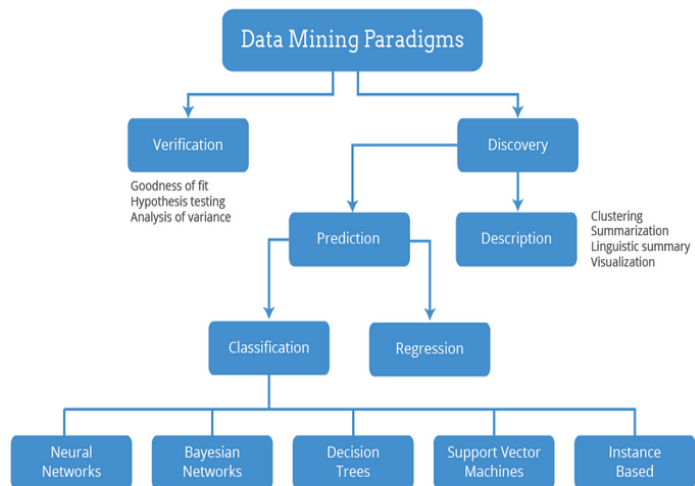 Data Mining Paradigms
Verification
Discovery
Goodness of fit
Hypothesis testing
Analysis of variance
Prediction
Description
Clustering
Summarization
Linguistic summary
Visualization
Classification
Regression
Neural
Networks
Bayesian
Networks
Decision
Trees
Support Vector
Machines
Instance
Based